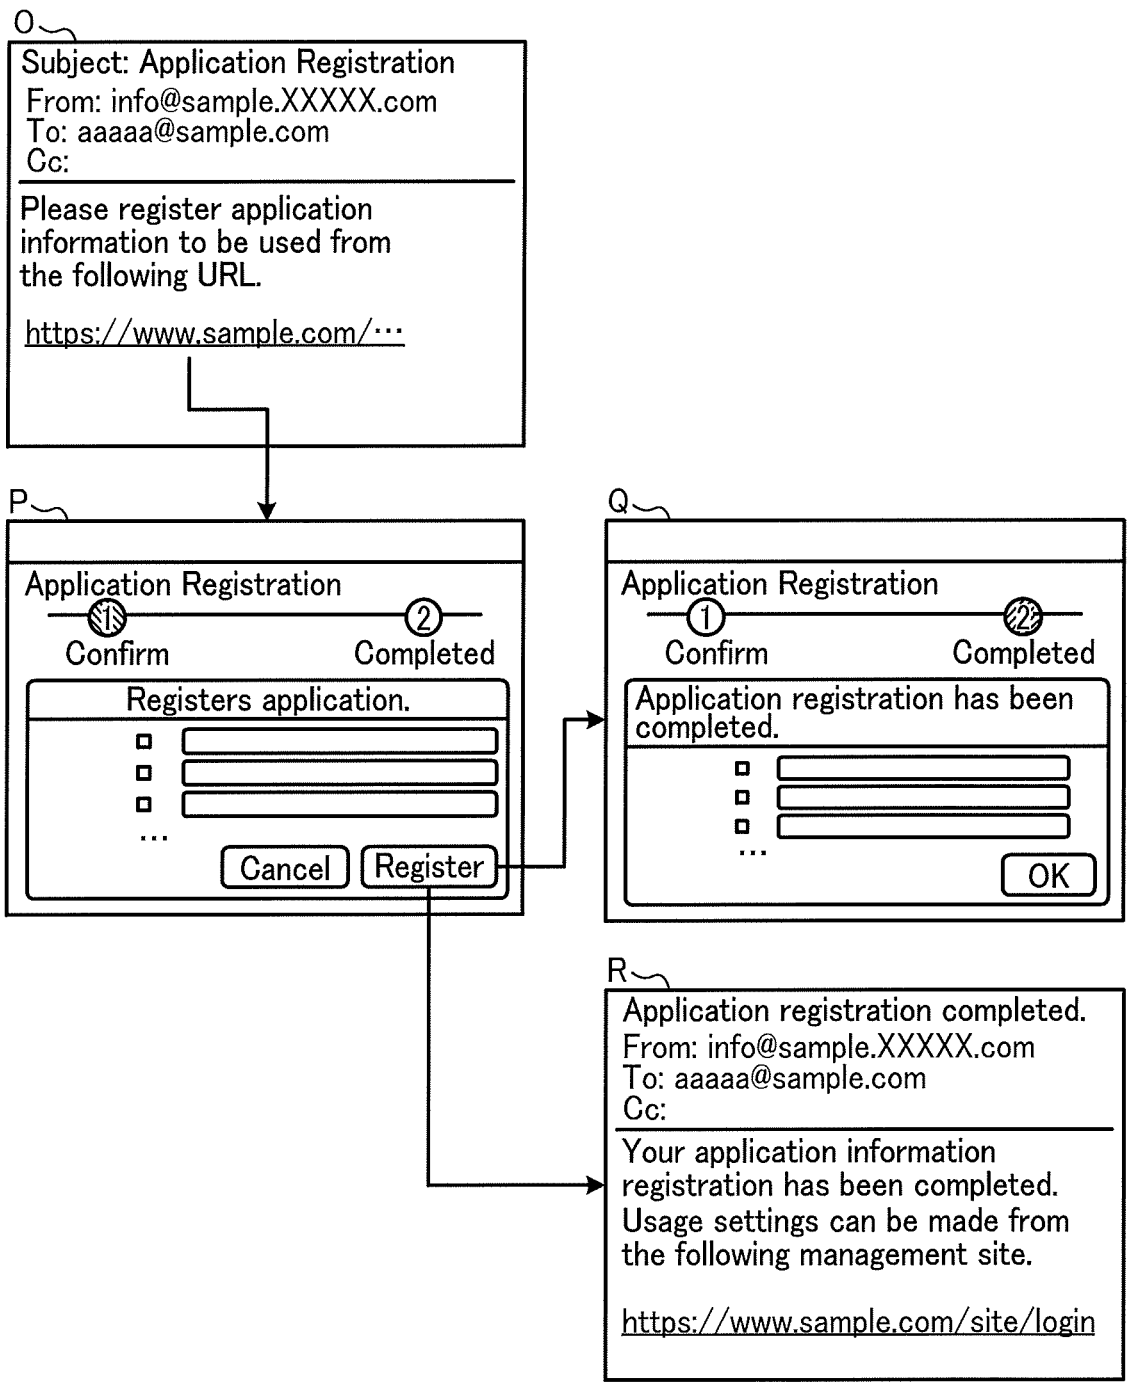 O
Subject: Application Registration
From: info@sample.XXXXX.com
To: aaaaa@sample.com
Cc:
Please register application
information to be used from
the following URL.
https://www.sample.com/···
P
Application Registration
1
2
Confirm
Completed
Registers application.
···
Cancel
Register
Q
Application Registration
1
2
Confirm
Completed
Application registration has been
completed.
···
OK
R
Application registration completed.
From: info@sample.XXXXX.com
To: aaaaa@sample.com
Cc:
Your application information
registration has been completed.
Usage settings can be made from
the following management site.
https://www.sample.com/site/login